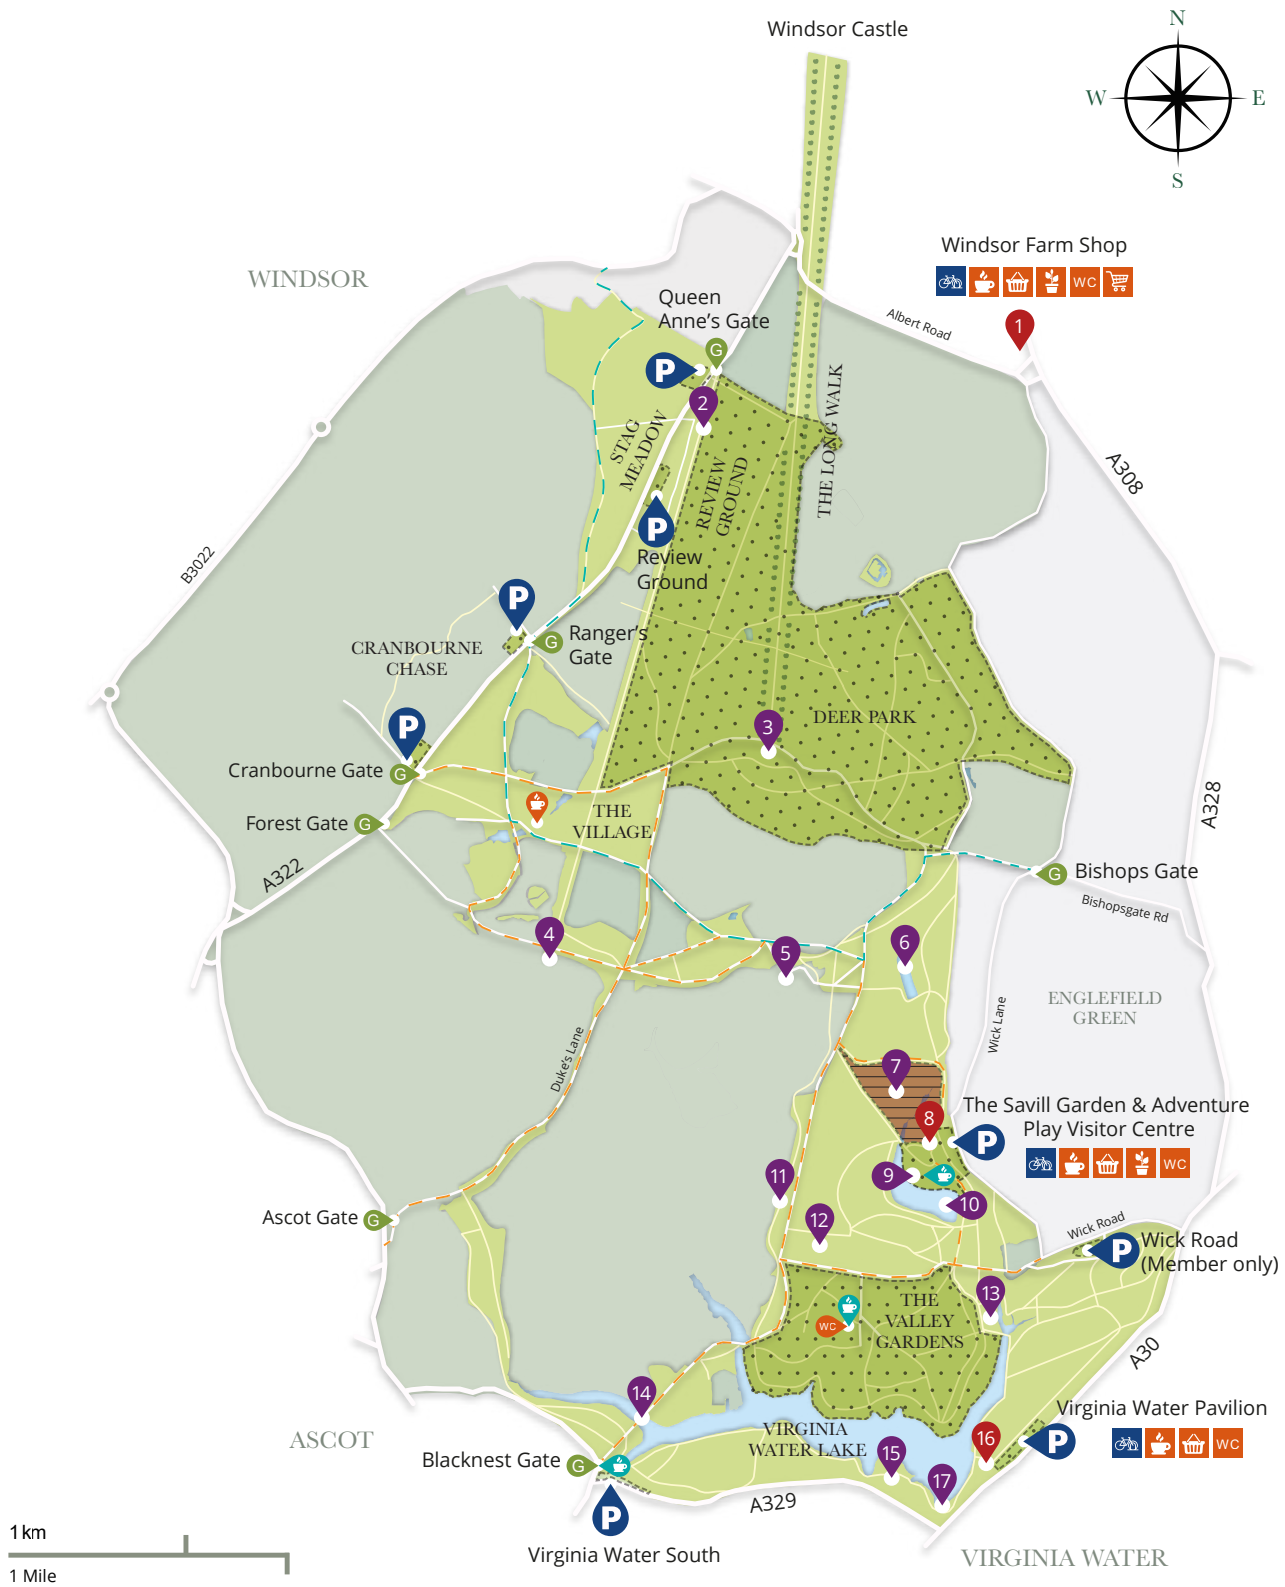 Windsor Castle
N
W
E
S
Windsor Farm Shop
WC
1
WINDSOR
Albert Road
Queen
Anne's Gate
G
P
2
THE LONG WALK
STAG
MEADOW
REVIEW
GROUND
A308
P
Review
Ground
B3022
P
Ranger's
Gate
G
CRANBOURNE
CHASE
P
3
DEER PARK
Cranbourne Gate
G
THE
VILLAGE
A328
Forest Gate
G
A322
Bishops Gate
G
Bishopsgate Rd
4
5
6
ENGLEFIELD
GREEN
Wick Lane
Duke's Lane
7
8
The Savill Garden & Adventure
Play Visitor Centre
P
WC
9
10
11
12
Ascot Gate
G
Wick Road
Wick Road
(Member only)
P
13
THE
VALLEY
GARDENS
WC
A30
14
Virginia Water Pavilion
P
WC
VIRGINIA
WATER LAKE
15
16
17
ASCOT
Blacknest Gate
G
A329
P
Virginia Water South
VIRGINIA WATER
1 km
1 Mile